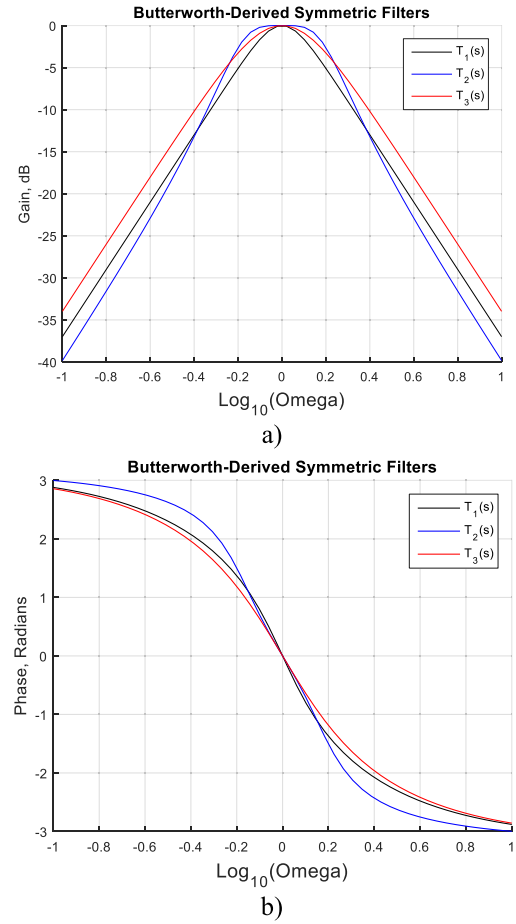 Butterworth-Derived Symmetric Filters
0
-5
-10
-15
-20
-25
-30
-35
-40
Gain, dB
T1(s)
T2(s)
T3(s)
-1 -0.8 -0.6 -0.4 -0.2 0 0.2 0.4 0.6 0.8 1
Log10(Omega)
a)
Butterworth-Derived Symmetric Filters
3
2
1
0
-1
-2
-3
Phase, Radians
T1(s)
T2(s)
T3(s)
-1 -0.8 -0.6 -0.4 -0.2 0 0.2 0.4 0.6 0.8 1
Log10(Omega)
b)